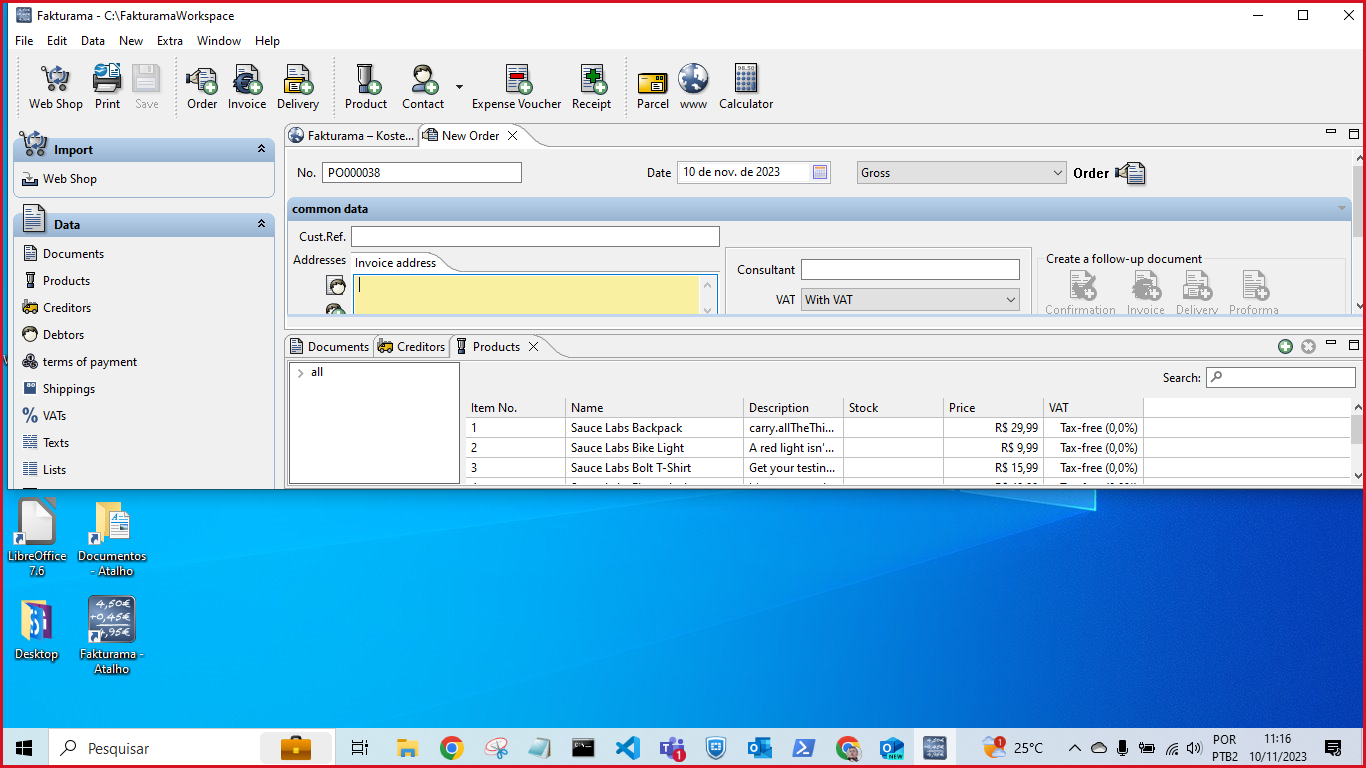 Fakturama - C:\FakturamaWorkspace
File Edit Data New Extra Window Help
Web Shop Print Save Order Invoice Delivery Product Contact Expense Voucher Receipt Parcel www Calculator
Import
Web Shop
Data
Documents
Products
Creditors
Debtors
terms of payment
Shippings
VATs
Texts
Lists
Fakturama – Koste... New Order
No. PO000038 Date 10 de nov. de 2023 Gross Order
common data
Cust.Ref.
Addresses Invoice address
Consultant
VAT With VAT
Create a follow-up document
Confirmation Invoice Delivery Proforma
Documents Creditors Products
all
Search:
Item No. Name Description Stock Price VAT
1 Sauce Labs Backpack carry.allTheThi... R$ 29,99 Tax-free (0,0%)
2 Sauce Labs Bike Light A red light isn'... R$ 9,99 Tax-free (0,0%)
3 Sauce Labs Bolt T-Shirt Get your testin... R$ 15,99 Tax-free (0,0%)
LibreOffice
7.6
Documentos
- Atalho
Desktop
4,50€
+0,45€
4,95€
Fakturama -
Atalho
Pesquisar
25°C
POR
PTB2
11:16
10/11/2023